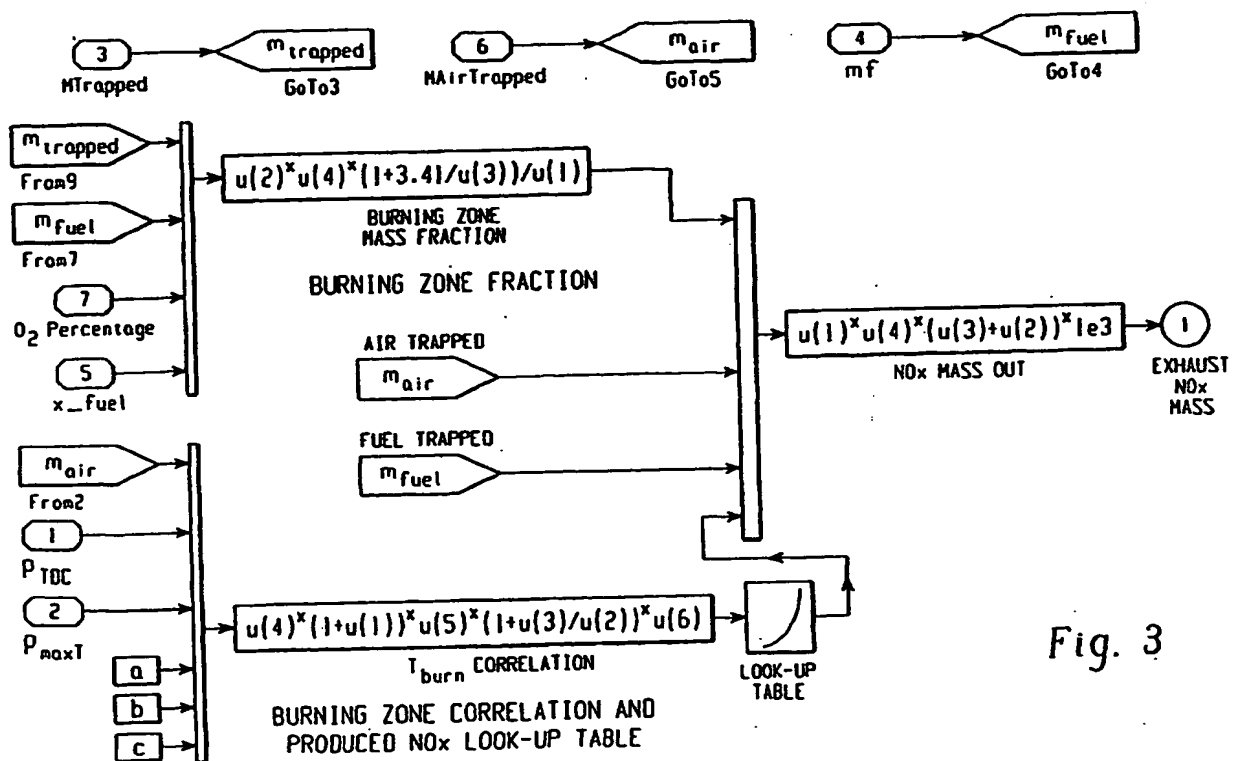 3
MTrapped
m trapped
GoTo3
6
MAirTrapped
m air
GoTo5
4
mf
m fuel
GoTo4
m trapped
From9
m fuel
From7
7
O2 Percentage
5
x_fuel
u(2)^x u(4)^x (1+3.41/u(3))/u(1)
BURNING ZONE
MASS FRACTION
BURNING ZONE FRACTION
AIR TRAPPED
m air
FUEL TRAPPED
m fuel
u(1)^x u(4)^x (u(3)+u(2))^x 1e3
NOx MASS OUT
1
EXHAUST
NOx
MASS
m air
From2
1
P TDC
2
P maxT
a
b
c
u(4)^x (1+u(1))^x u(5)^x (1+u(3)/u(2))^x u(6)
T burn CORRELATION
BURNING ZONE CORRELATION AND
PRODUCED NOx LOOK-UP TABLE
LOOK-UP
TABLE
Fig. 3